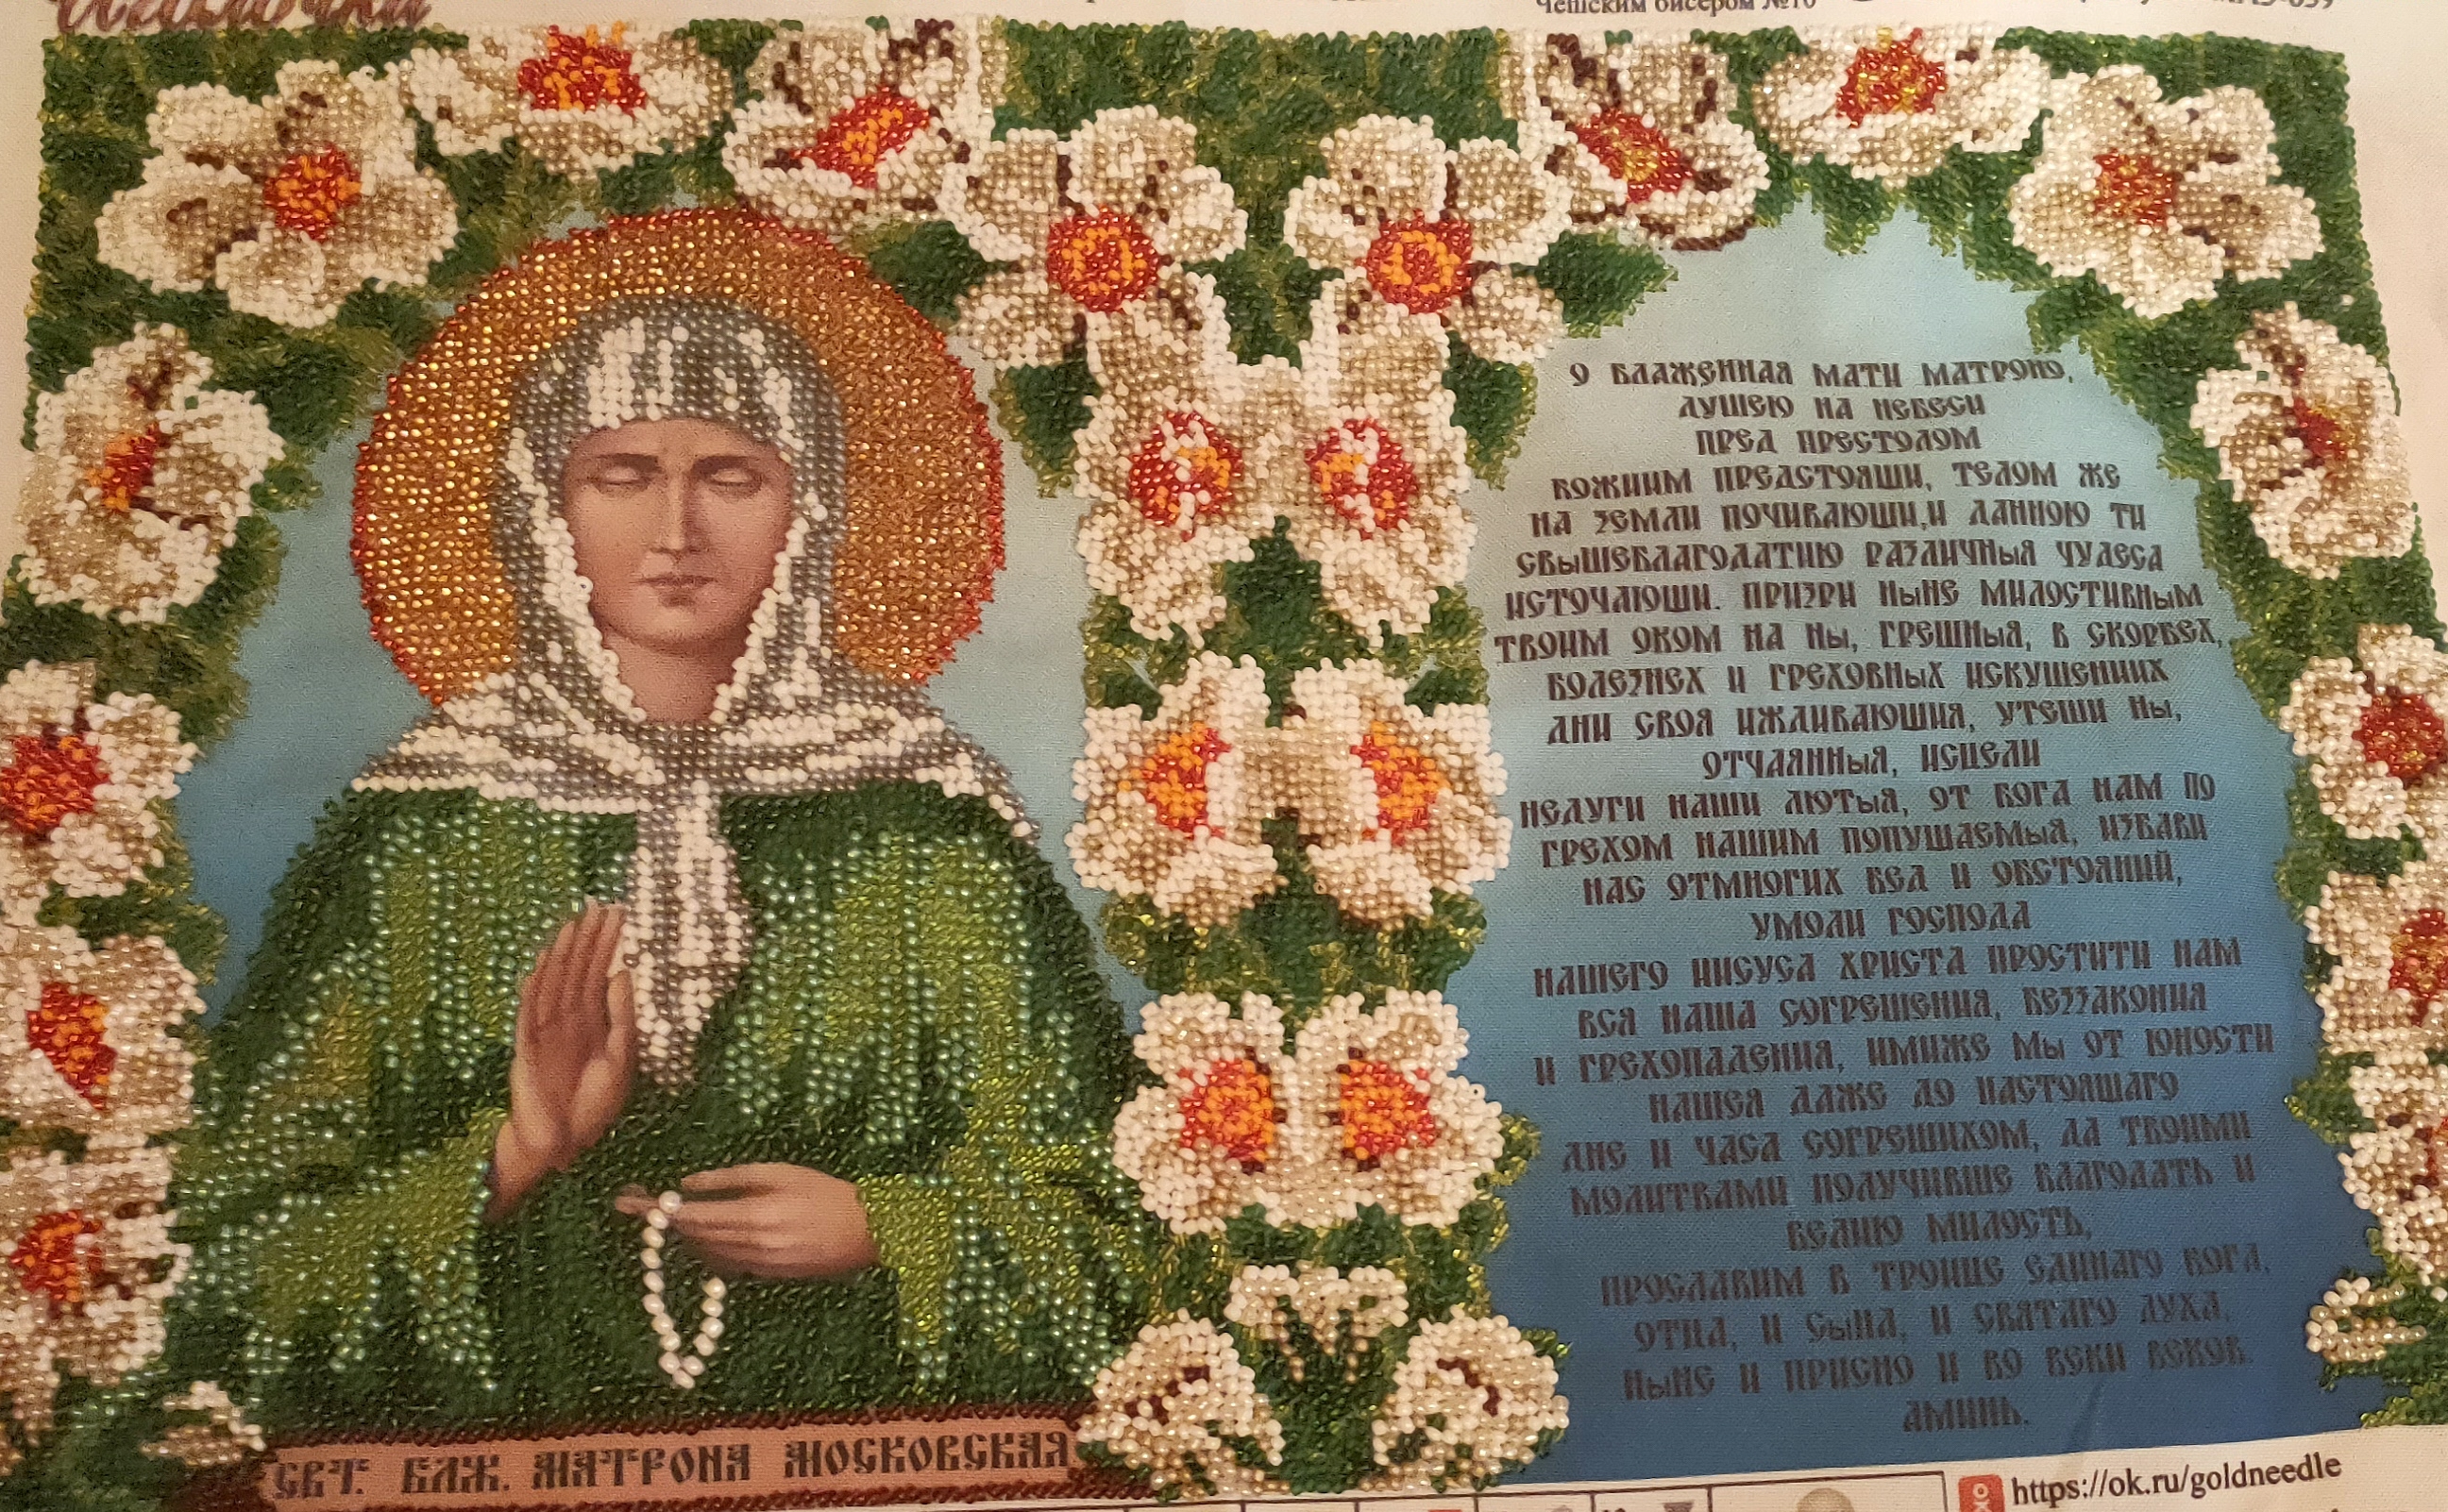 Чешским бисером №10
О БЛАЖЕННАЯ МАТИ МАТРОНО,
ДУШЕЮ НА НЕБЕСИ
ПРЕД ПРЕСТОЛОМ
БОЖИИМ ПРЕДСТОЯЩИ, ТЕЛОМ ЖЕ
НА ЗЕМЛИ ПОЧИВАЮЩИ,И ДАННОЮ ТИ
СВЫШЕБЛАГОДАТИЮ РАЗЛИЧНЫЯ ЧУДЕСА
ИСТОЧАЮЩИ. ПРИЗРИ НЫНЕ МИЛОСТИВНЫМ
ТВОИМ ОКОМ НА НЫ, ГРЕШНЫЯ, В СКОРБЕХ,
БОЛЕЗНЕХ И ГРЕХОВНЫХ ИСКУШЕНИИХ
ДНИ СВОЯ ИЖДИВАЮЩИЯ, УТЕШИ НЫ,
ОТЧАЯННЫЯ, ИСЦЕЛИ
НЕДУГИ НАШИ ЛЮТЫЯ, ОТ БОГА НАМ ПО
ГРЕХОМ НАШИМ ПОПУЩАЕМЫЯ, ИЗБАВИ
НАС ОТМНОГИХ БЕД И ОБСТОЯНИЙ,
УМОЛИ ГОСПОДА
НАШЕГО ИИСУСА ХРИСТА ПРОСТИТИ НАМ
ВСЯ НАША СОГРЕШЕНИЯ, БЕЗЗАКОНИЯ
И ГРЕХОПАДЕНИЯ, ИМИЖЕ МЫ ОТ ЮНОСТИ
НАШЕЯ ДАЖЕ ДО НАСТОЯЩАГО
ДНЕ И ЧАСА СОГРЕШИХОМ, ДА ТВОИМИ
МОЛИТВАМИ ПОЛУЧИВШЕ БЛАГОДАТЬ И
ВЕЛИЮ МИЛОСТЬ,
ПРОСЛАВИМ В ТРОИЦЕ ЕДИНАГО БОГА,
ОТЦА, И СЫНА, И СВЯТАГО ДУХА,
НЫНЕ И ПРИСНО И ВО ВЕКИ ВЕКОВ.
АМИНЬ.
СВТ. БЛЖ. МАТРОНА МОСКОВСКАЯ
https://ok.ru/goldneedle